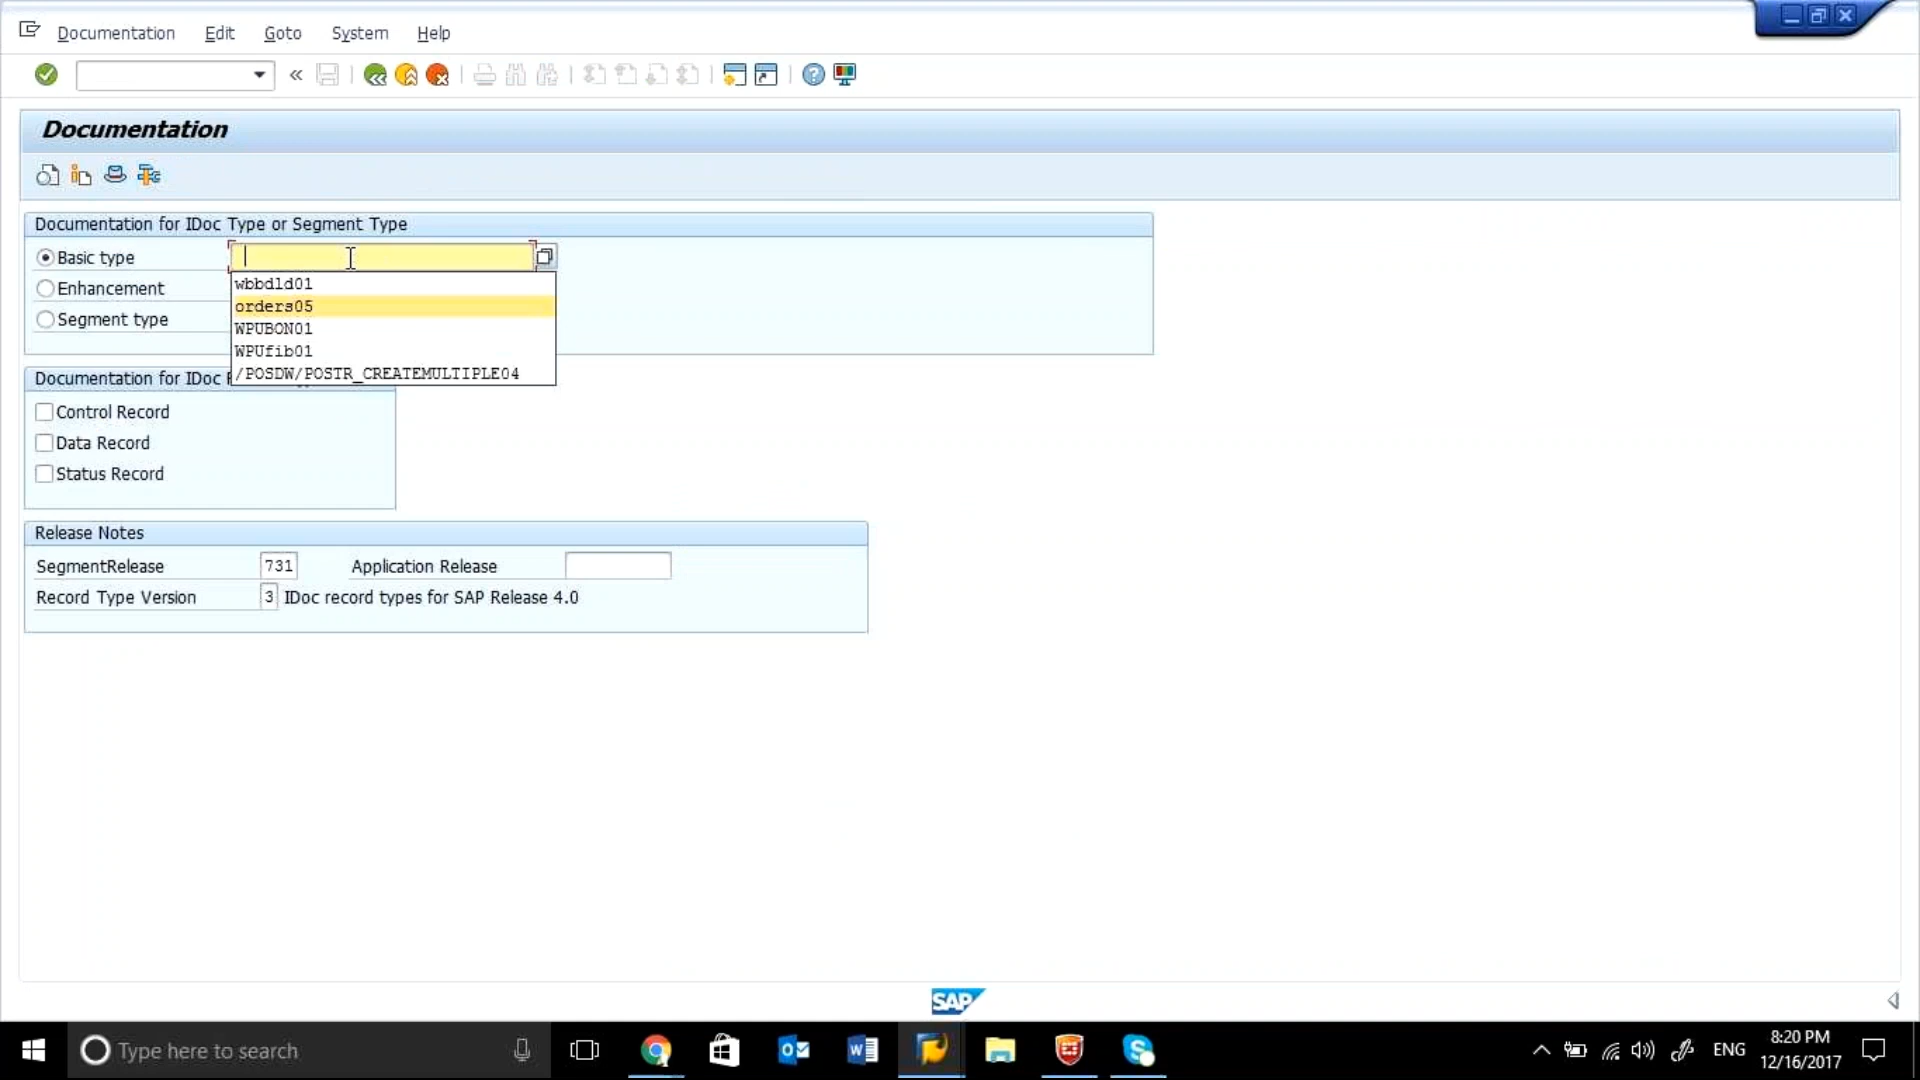 Documentation Edit Goto System Help
Documentation
Documentation for IDoc Type or Segment Type
Basic type
wbbdld01
Enhancement
orders05
Segment type
WPUBON01
WPUfib01
Documentation for IDoc
/POSDW/POSTR_CREATEMULTIPLE04
Control Record
Data Record
Status Record
Release Notes
SegmentRelease 731 Application Release
Record Type Version 3 IDoc record types for SAP Release 4.0
SAP
Type here to search
ENG
8:20 PM
12/16/2017